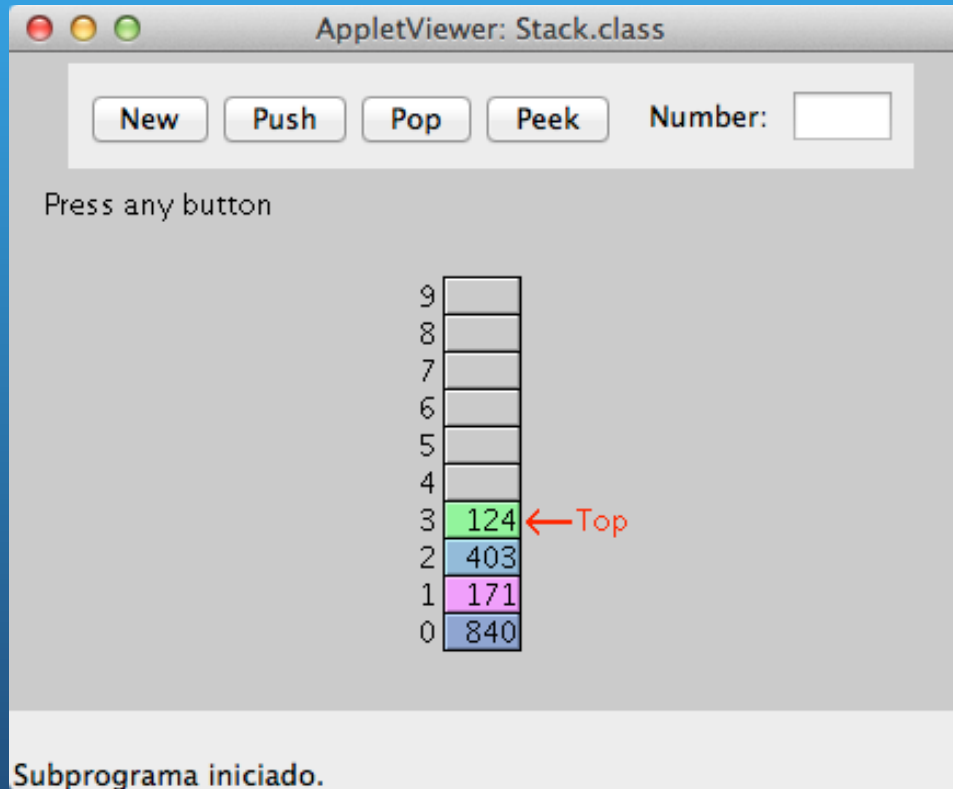 AppletViewer: Stack.class
New Push Pop Peek Number:
Press any button
9
8
7
6
5
4
3 124 ←Top
2 403
1 171
0 840
Subprograma iniciado.